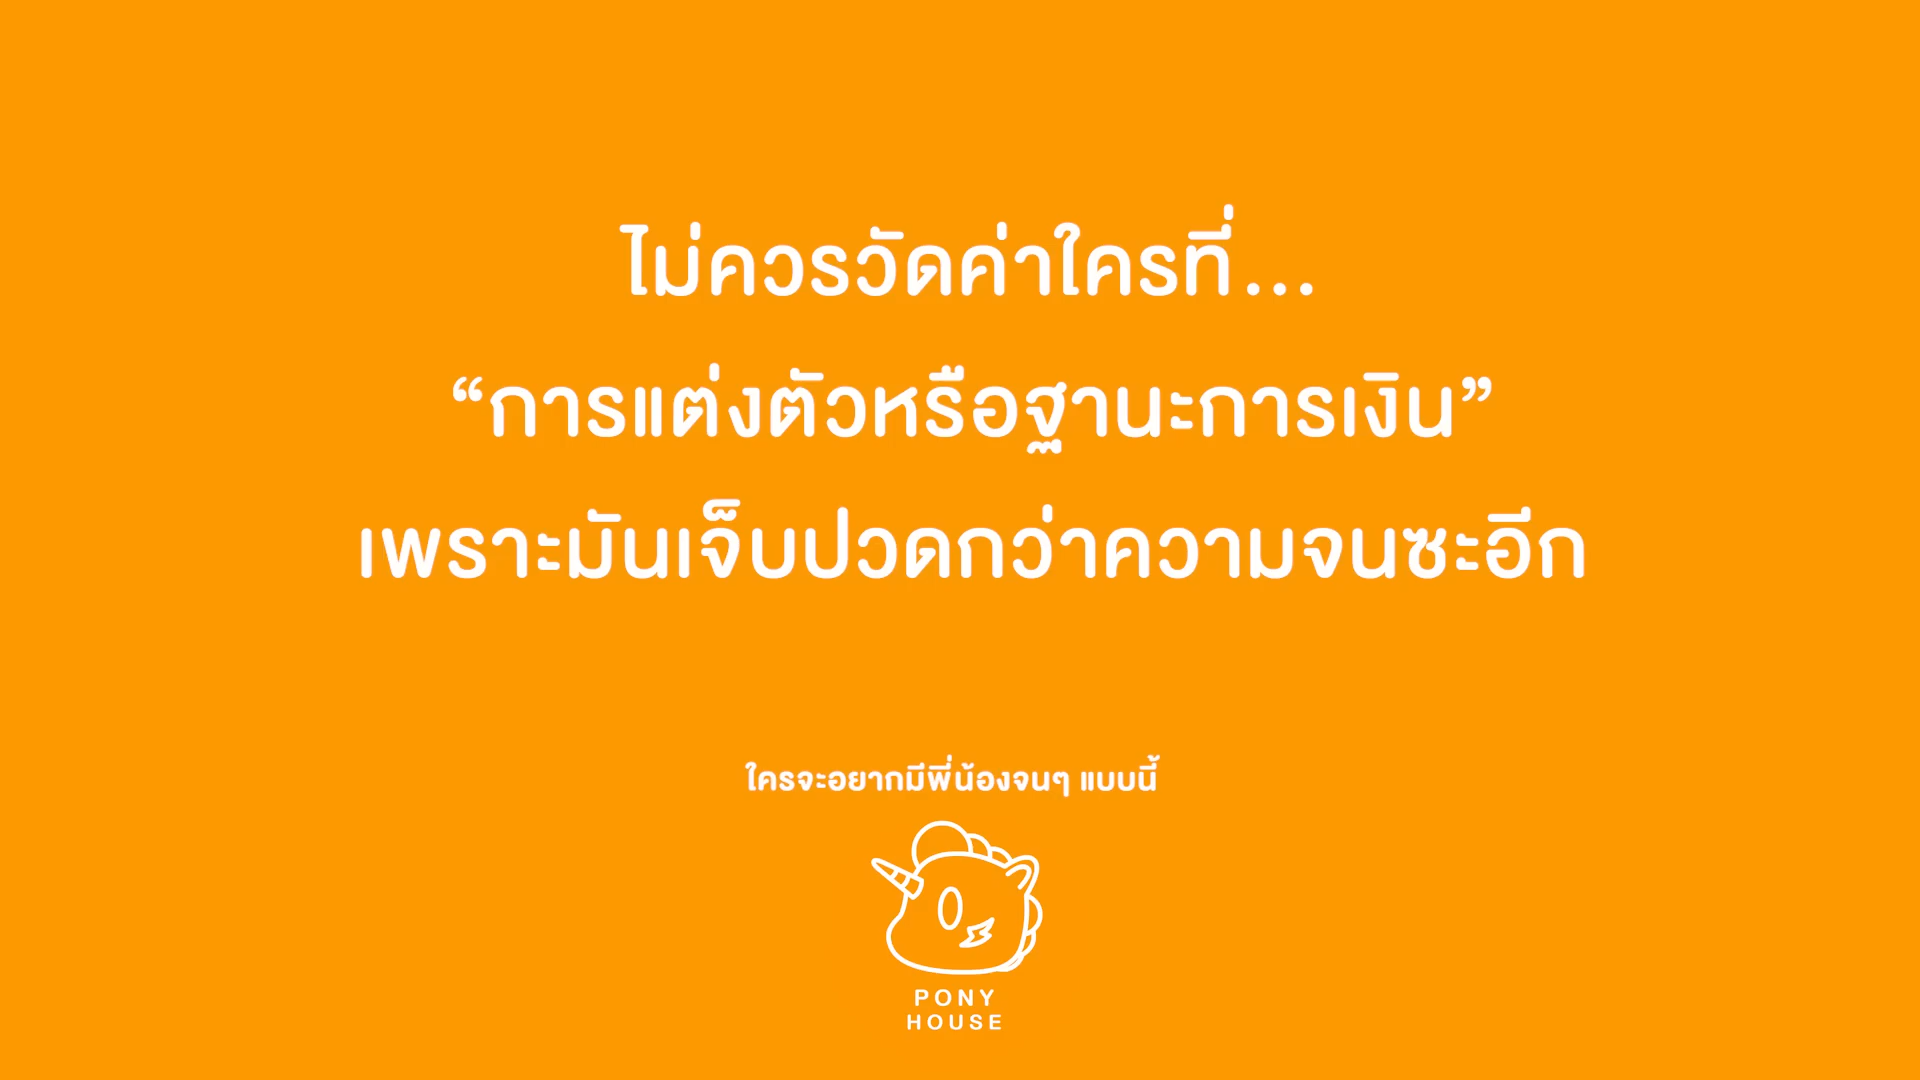 ไม่ควรวัดค่าใครที่...
“การแต่งตัวหรือฐานะการเงิน”
เพราะมันเจ็บปวดกว่าความจนซะอีก
ใครจะอยากมีพี่น้องจนๆ แบบนี้
PONY
HOUSE